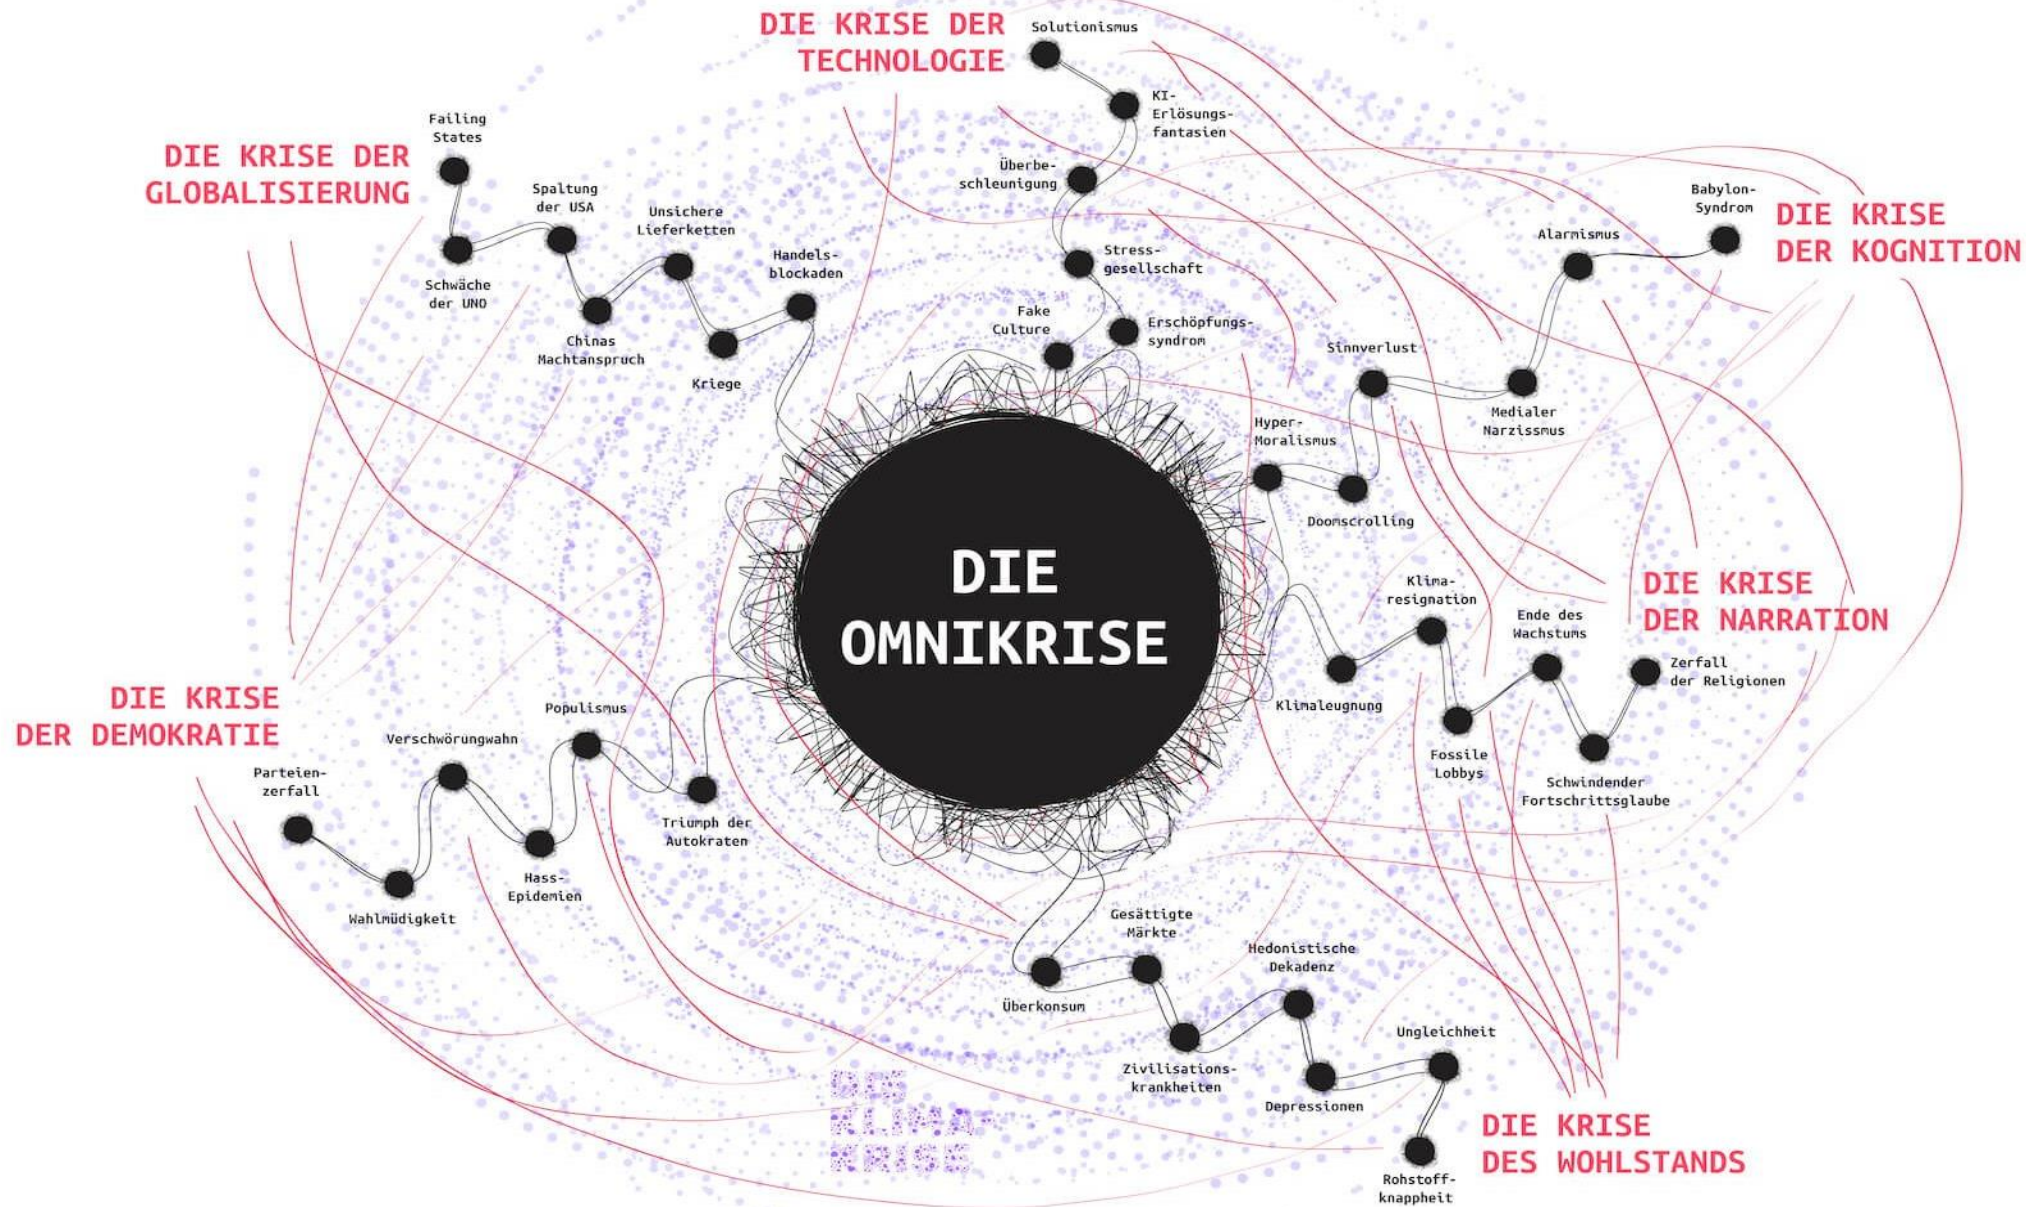 DIE KRISE DER
TECHNOLOGIE
Solutionismus
KI-
Erlösungs-
fantasien
Überbe-
schleunigung
Stress-
gesellschaft
Fake
Culture
Erschöpfungs-
syndrom
DIE KRISE DER
GLOBALISIERUNG
Failing
States
Schwäche
der UNO
Spaltung
der USA
Chinas
Machtanspruch
Unsichere
Lieferketten
Kriege
Handels-
blockaden
DIE KRISE
DER KOGNITION
Babylon-
Syndrom
Alarmismus
Medialer
Narzissmus
Sinnverlust
Doomscrolling
Hyper-
Moralismus
DIE
OMNIKRISE
DIE KRISE
DER NARRATION
Klima-
resignation
Ende des
Wachstums
Zerfall
der Religionen
Klimaleugnung
Fossile
Lobbys
Schwindender
Fortschrittsglaube
DIE KRISE
DER DEMOKRATIE
Parteien-
zerfall
Wahlmüdigkeit
Verschwörungwahn
Hass-
Epidemien
Populismus
Triumph der
Autokraten
Überkonsum
Gesättigte
Märkte
Zivilisations-
krankheiten
Hedonistische
Dekadenz
Depressionen
Ungleichheit
Rohstoff-
knappheit
DIE KRISE
DES WOHLSTANDS
KLIMA
KRISE